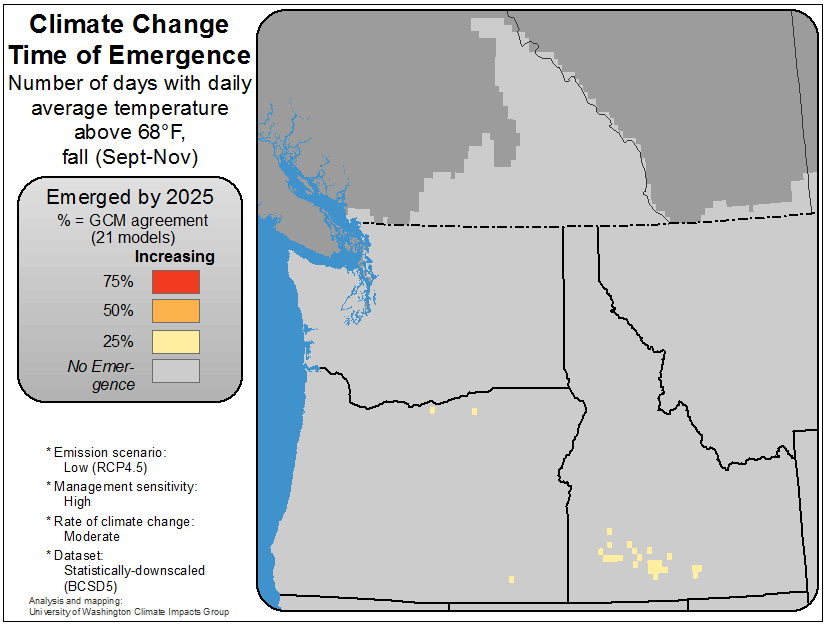 Climate Change
Time of Emergence
Number of days with daily
average temperature
above 68°F,
fall (Sept-Nov)
Emerged by 2025
% = GCM agreement
(21 models)
Increasing
75%
50%
25%
No Emer-
gence
* Emission scenario:
Low (RCP4.5)
* Management sensitivity:
High
* Rate of climate change:
Moderate
* Dataset:
Statistically-downscaled
(BCSD5)
Analysis and mapping:
University of Washington Climate Impacts Group